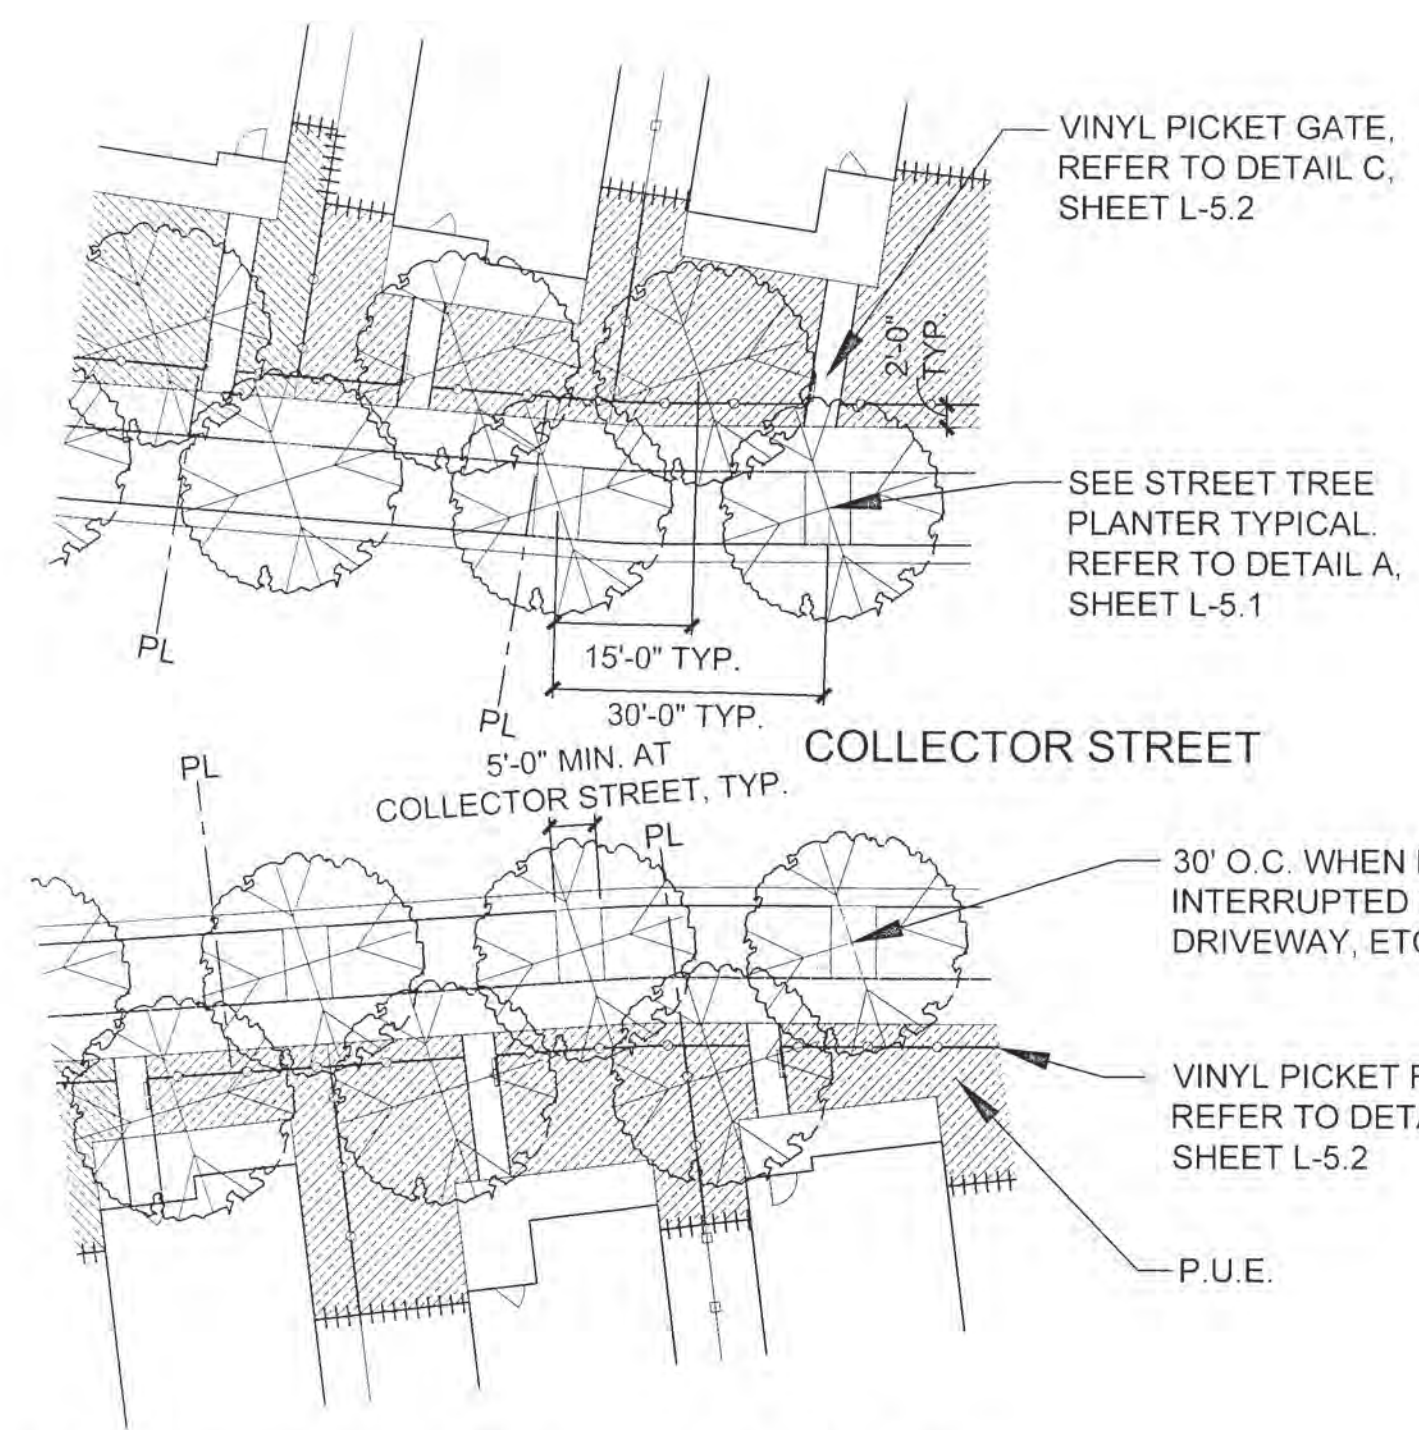 VINYL PICKET GATE,
REFER TO DETAIL C,
SHEET L-5.2
2'-0"
TYP.
SEE STREET TREE
PLANTER TYPICAL.
REFER TO DETAIL A,
SHEET L-5.1
PL
15'-0" TYP.
30'-0" TYP.
PL
COLLECTOR STREET
5'-0" MIN. AT
COLLECTOR STREET, TYP.
PL
PL
30' O.C. WHEN
INTERRUPTED
DRIVEWAY,
VINYL PICKET
REFER TO
SHEET L-5.2
P.U.E.